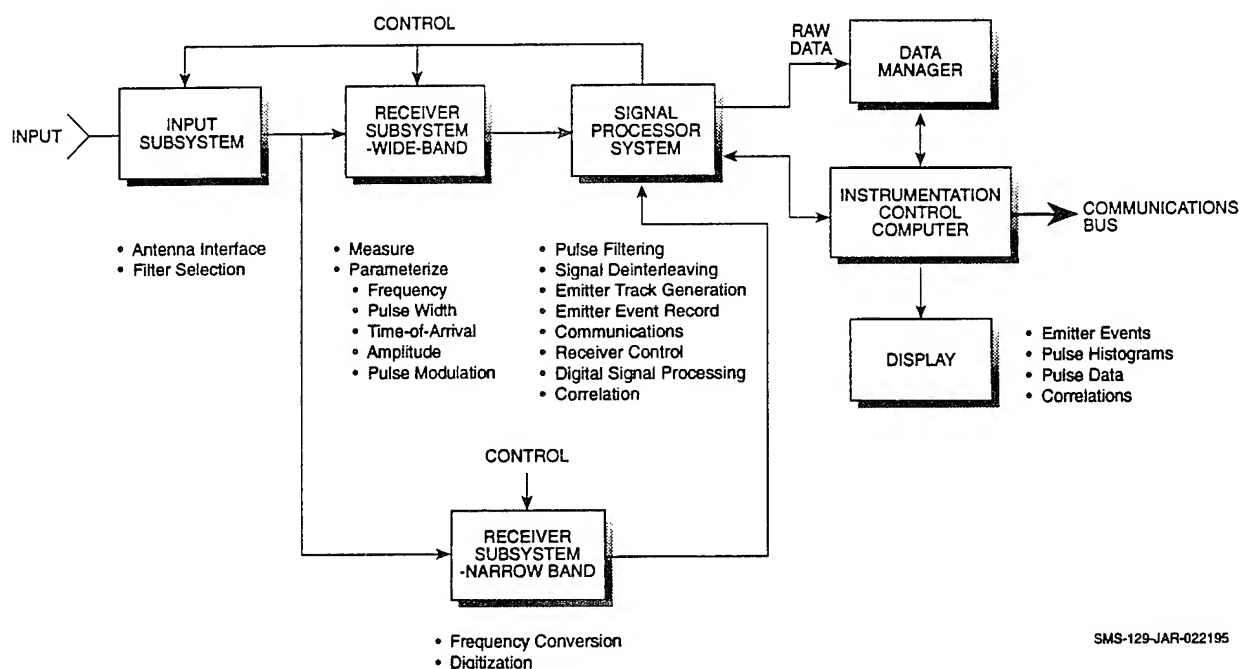 CONTROL
RAW
DATA
DATA
MANAGER
INPUT
INPUT
SUBSYSTEM
RECEIVER
SUBSYSTEM
-WIDE-BAND
SIGNAL
PROCESSOR
SYSTEM
INSTRUMENTATION
CONTROL
COMPUTER
COMMUNICATIONS
BUS
• Antenna Interface
• Filter Selection
• Measure
• Parameterize
• Frequency
• Pulse Width
• Time-of-Arrival
• Amplitude
• Pulse Modulation
• Pulse Filtering
• Signal Deinterleaving
• Emitter Track Generation
• Emitter Event Record
• Communications
• Receiver Control
• Digital Signal Processing
• Correlation
DISPLAY
• Emitter Events
• Pulse Histograms
• Pulse Data
• Correlations
CONTROL
RECEIVER
SUBSYSTEM
-NARROW BAND
• Frequency Conversion
• Digitization
SMS-129-JAR-022195